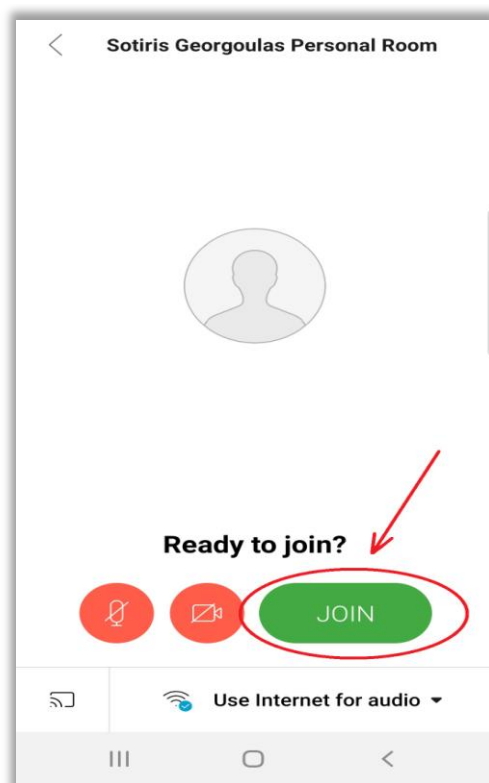 Sotiris Georgoulas Personal Room
Ready to join?
JOIN
Use Internet for audio